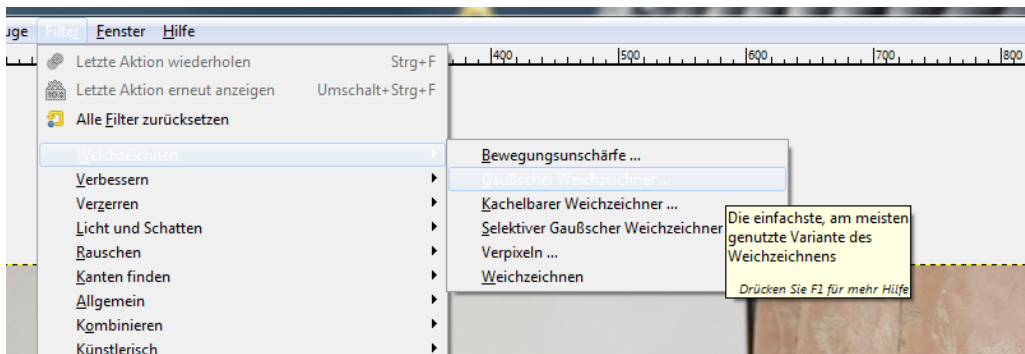 uge Filter Fenster Hilfe
400 500 600 700 800
Letzte Aktion wiederholen Strg+F
Letzte Aktion erneut anzeigen Umschalt+Strg+F
Alle Filter zurücksetzen
Weichzeichnen
Verbessern
Verzerren
Licht und Schatten
Rauschen
Kanten finden
Allgemein
Kombinieren
Künstlerisch
Bewegungsunschärfe ...
Gaußscher Weichzeichner ...
Kachelbarer Weichzeichner ...
Selektiver Gaußscher Weichzeichner
Verpixeln ...
Weichzeichnen
Die einfachste, am meisten
genutzte Variante des
Weichzeichnens
Drücken Sie F1 für mehr Hilfe